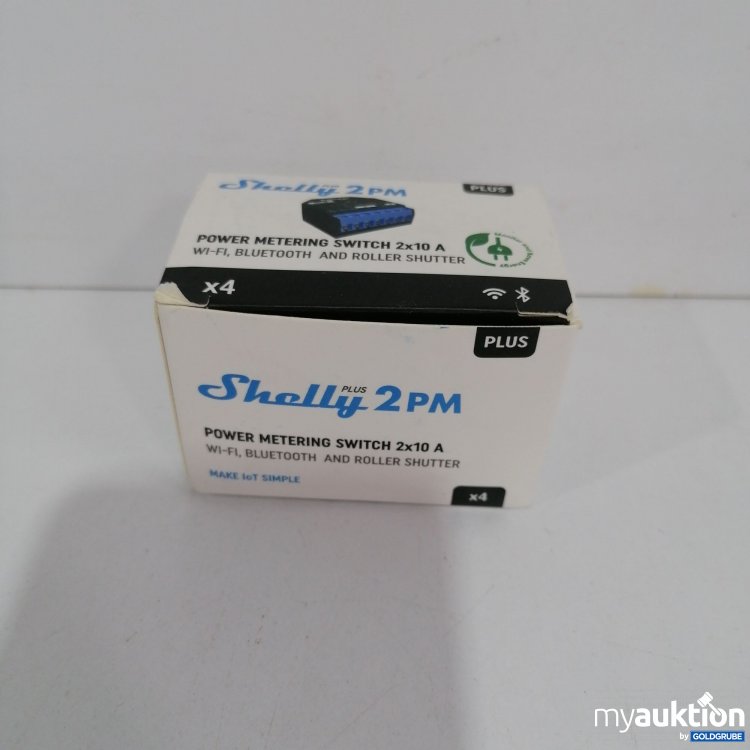 Shelly PLUS 2PM
PLUS
POWER METERING SWITCH 2x10 A
WI-FI, BLUETOOTH AND ROLLER SHUTTER
x4
PLUS
Shelly PLUS 2PM
POWER METERING SWITCH 2x10 A
WI-FI, BLUETOOTH AND ROLLER SHUTTER
MAKE IoT SIMPLE
x4
myauktion
by GOLDGRUBE